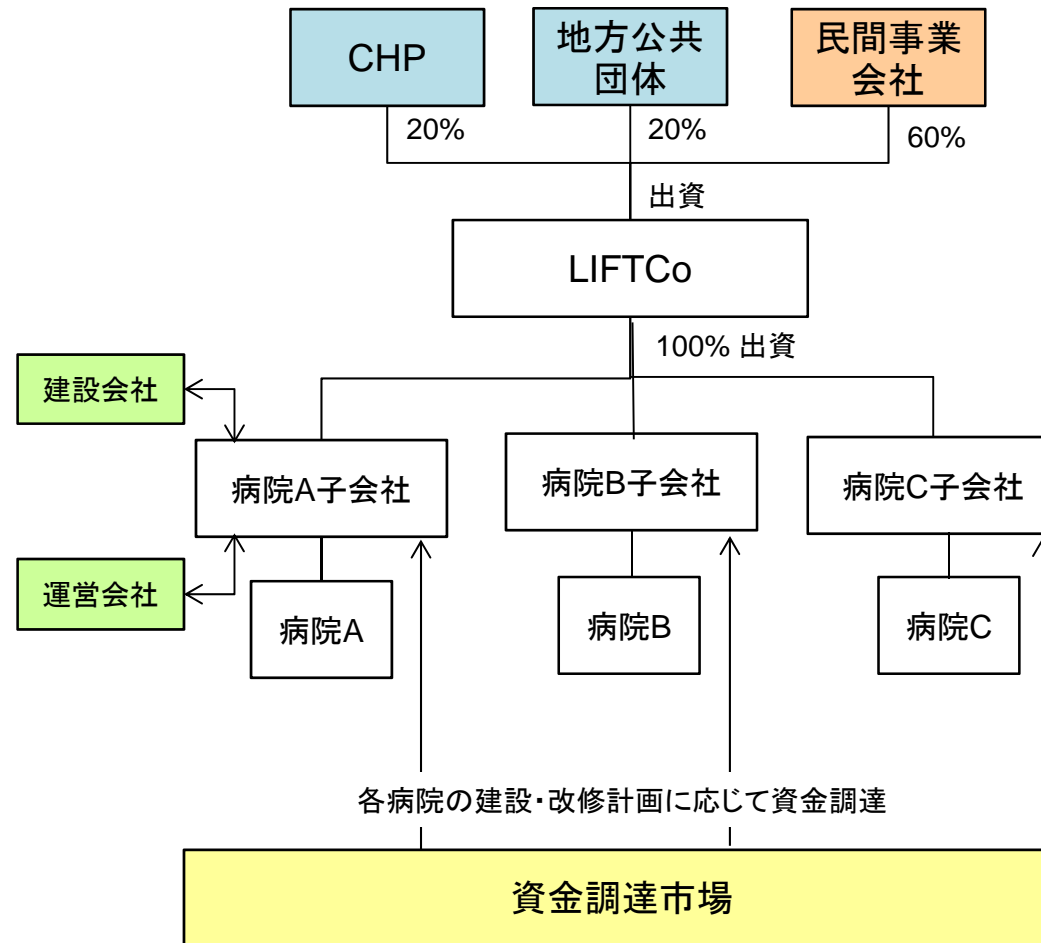 CHP
地方公共
団体
民間事業
会社
20%
20%
60%
出資
LIFTCo
100% 出資
建設会社
病院A子会社
病院B子会社
病院C子会社
運営会社
病院A
病院B
病院C
各病院の建設・改修計画に応じて資金調達
資金調達市場